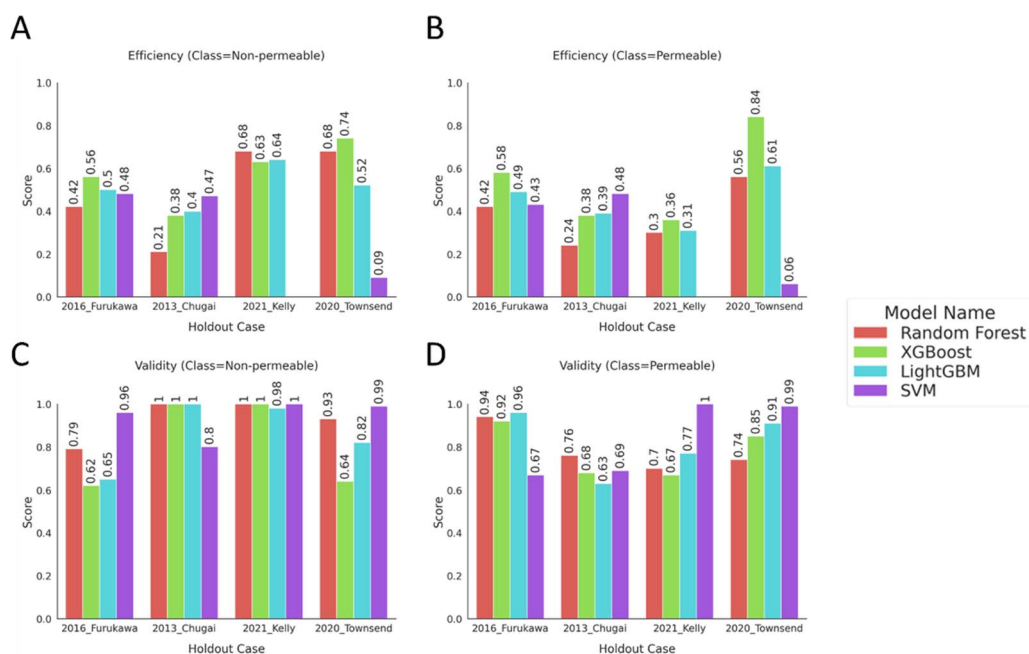 A
B
Efficiency (Class=Non-permeable)
Efficiency (Class=Permeable)
1.0
0.8
0.6
0.4
0.2
0.0
Score
0.42
0.56
0.5
0.48
0.21
0.38
0.4
0.47
0.68
0.63
0.64
0.68
0.74
0.52
0.09
2016_Furukawa
2013_Chugai
2021_Kelly
2020_Townsend
Holdout Case
1.0
0.8
0.6
0.4
0.2
0.0
Score
0.42
0.58
0.49
0.43
0.24
0.38
0.39
0.48
0.3
0.36
0.31
0.56
0.84
0.61
0.06
2016_Furukawa
2013_Chugai
2021_Kelly
2020_Townsend
Holdout Case
Model Name
Random Forest
XGBoost
LightGBM
SVM
C
D
Validity (Class=Non-permeable)
Validity (Class=Permeable)
1.0
0.8
0.6
0.4
0.2
0.0
Score
0.79
0.62
0.65
0.96
1
1
1
0.8
1
1
0.98
1
0.93
0.64
0.82
0.99
2016_Furukawa
2013_Chugai
2021_Kelly
2020_Townsend
Holdout Case
1.0
0.8
0.6
0.4
0.2
0.0
Score
0.94
0.92
0.96
0.67
0.76
0.68
0.63
0.69
0.7
0.67
0.77
1
0.74
0.85
0.91
0.99
2016_Furukawa
2013_Chugai
2021_Kelly
2020_Townsend
Holdout Case